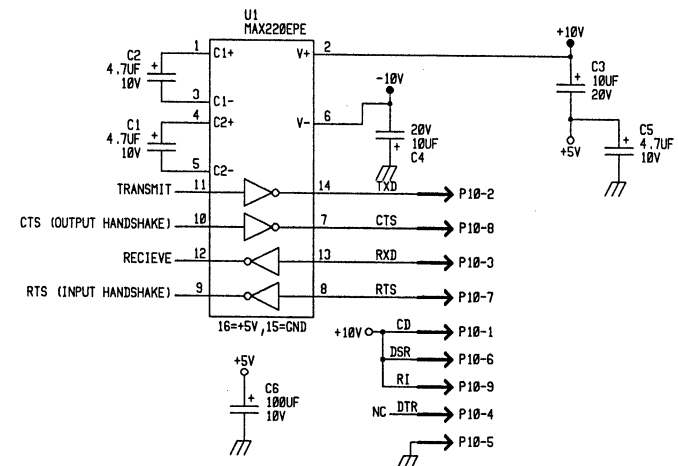 U1
MAX220EPE
1
C1+
V+
2
+10V
C2
4.7UF
10V
+
C3
10UF
20V
+
-10V
3
C1-
4
C2+
V-
6
C1
4.7UF
10V
+
20V
10UF
C4
+
+5V
C5
4.7UF
10V
+
5
C2-
TRANSMIT
11
14
TXD
P10-2
CTS (OUTPUT HANDSHAKE)
10
7
CTS
P10-8
RECIEVE
12
13
RXD
P10-3
RTS (INPUT HANDSHAKE)
9
8
RTS
P10-7
16=+5V,15=GND
+10V
CD
P10-1
DSR
P10-6
RI
P10-9
NC
DTR
P10-4
P10-5
+5V
C6
100UF
10V
+